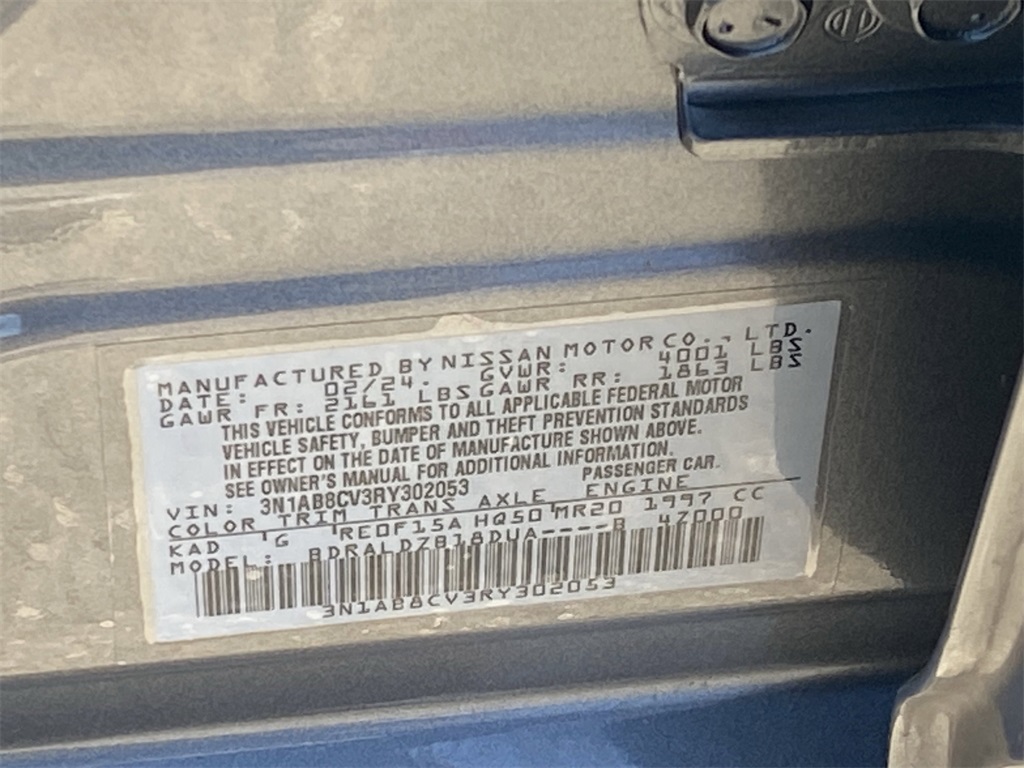 MANUFACTURED BY NISSAN MOTOR CO., LTD.
DATE: 02/24. GVWR: 4001 LBS
GAWR FR: 2161 LBS GAWR RR: 1863 LBS
THIS VEHICLE CONFORMS TO ALL APPLICABLE FEDERAL MOTOR
VEHICLE SAFETY, BUMPER AND THEFT PREVENTION STANDARDS
IN EFFECT ON THE DATE OF MANUFACTURE SHOWN ABOVE.
SEE OWNER'S MANUAL FOR ADDITIONAL INFORMATION.
VIN: 3N1AB8CV3RY302053 PASSENGER CAR.
COLOR TRIM TRANS AXLE ENGINE
KAD G RE0F15A HQ50 MR20 1997 CC
MODEL: BDRALDZB18DUA----B 4Z000
3N1AB8CV3RY302053